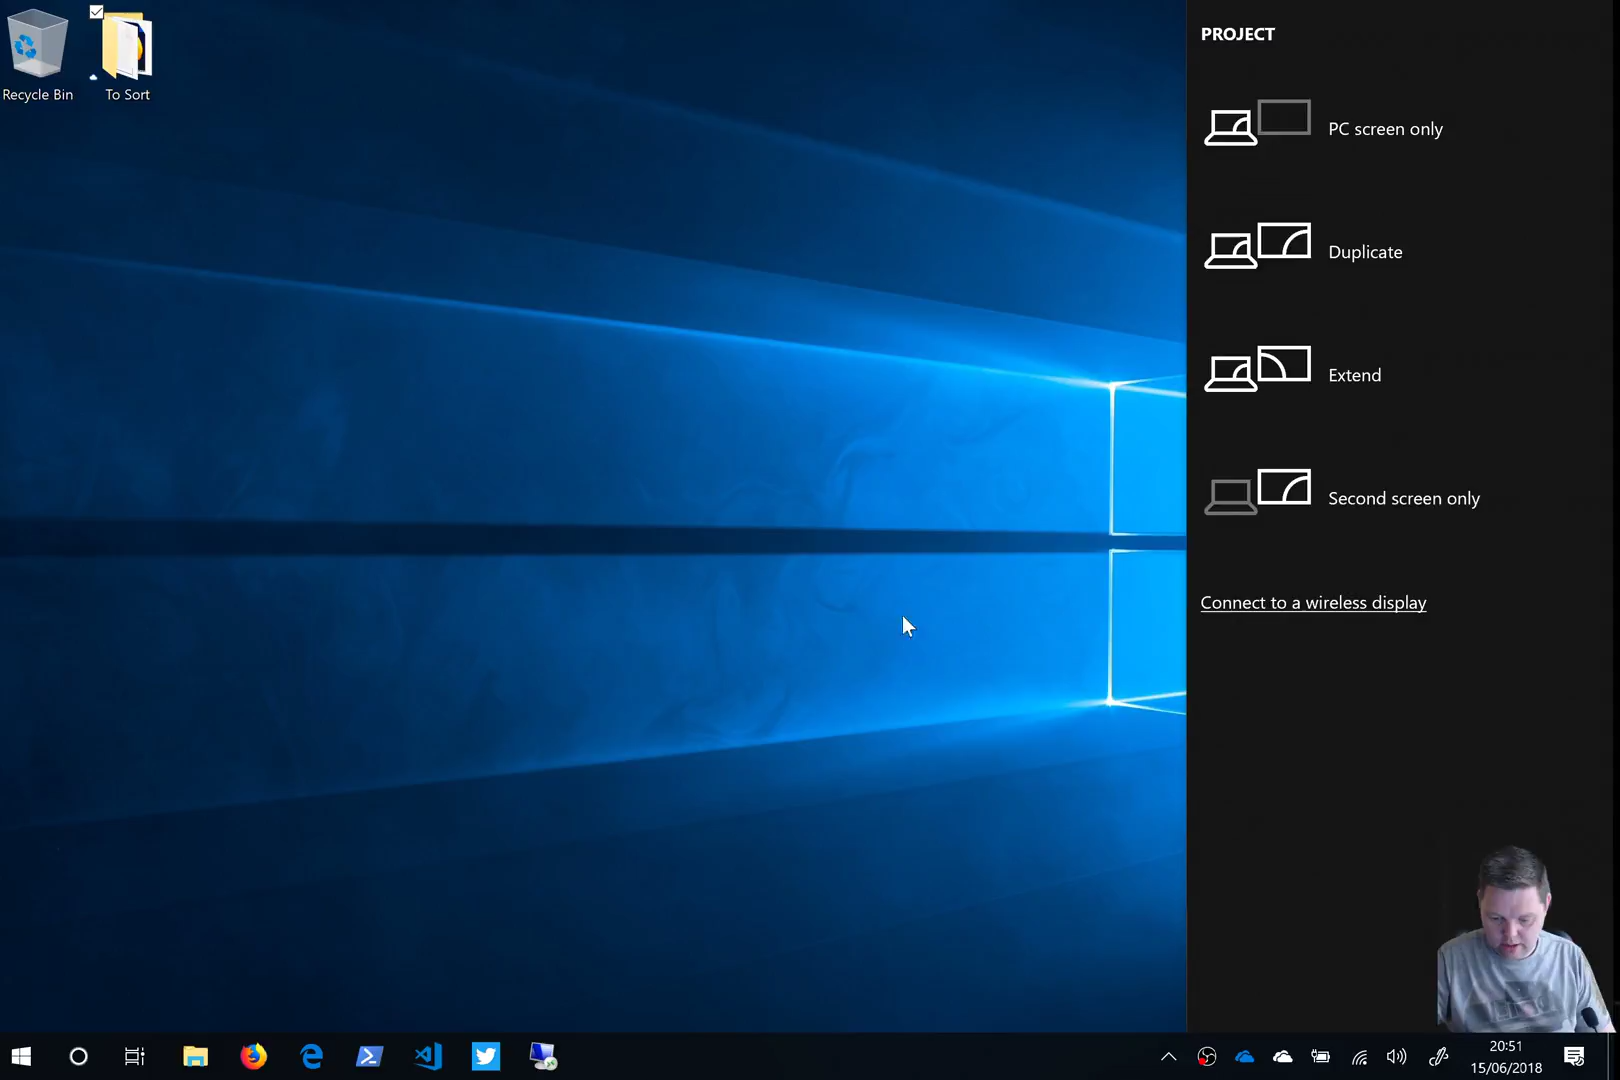 Recycle Bin
To Sort
PROJECT
PC screen only
Duplicate
Extend
Second screen only
Connect to a wireless display
20:51
15/06/2018